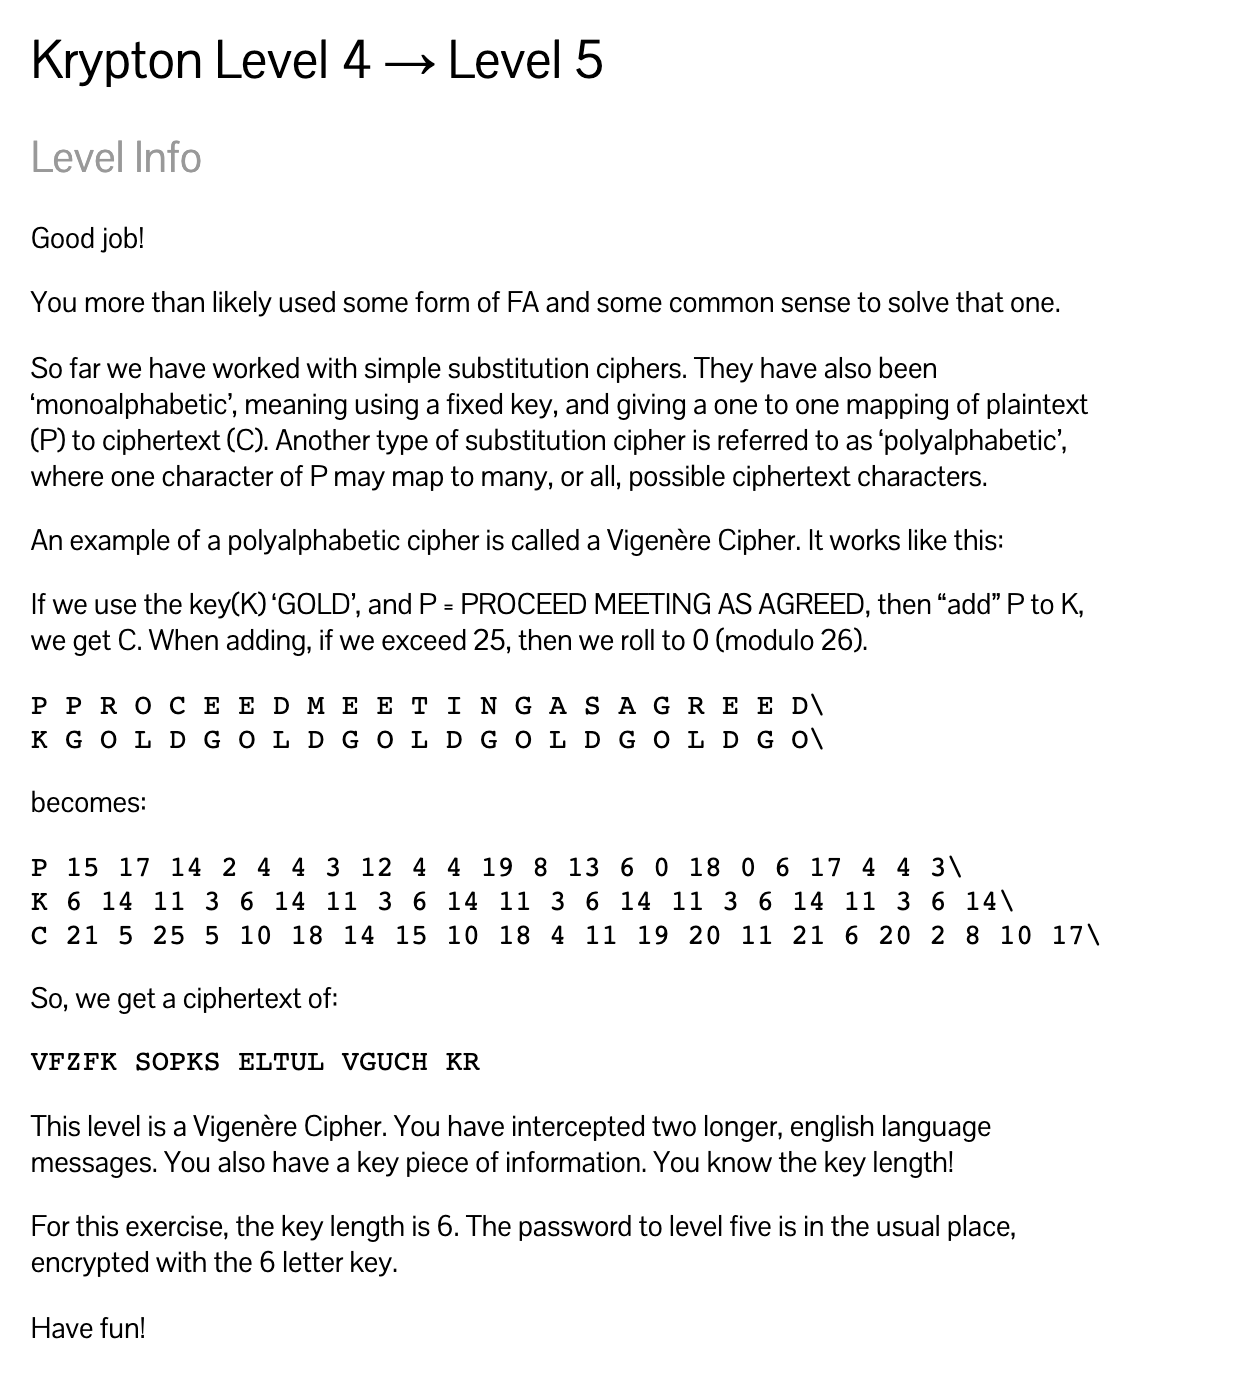 Krypton Level 4 → Level 5
Level Info
Good job!
You more than likely used some form of FA and some common sense to solve that one.
So far we have worked with simple substitution ciphers. They have also been
‘monoalphabetic’, meaning using a fixed key, and giving a one to one mapping of plaintext
(P) to ciphertext (C). Another type of substitution cipher is referred to as ‘polyalphabetic’,
where one character of P may map to many, or all, possible ciphertext characters.
An example of a polyalphabetic cipher is called a Vigenère Cipher. It works like this:
If we use the key(K) ‘GOLD’, and P = PROCEED MEETING AS AGREED, then “add” P to K,
we get C. When adding, if we exceed 25, then we roll to 0 (modulo 26).
P P R O C E E D M E E T I N G A S A G R E E D\
K G O L D G O L D G O L D G O L D G O L D G O\
becomes:
P 15 17 14 2 4 4 3 12 4 4 19 8 13 6 0 18 0 6 17 4 4 3\
K 6 14 11 3 6 14 11 3 6 14 11 3 6 14 11 3 6 14 11 3 6 14\
C 21 5 25 5 10 18 14 15 10 18 4 11 19 20 11 21 6 20 2 8 10 17\
So, we get a ciphertext of:
VFZFK SOPKS ELTUL VGUCH KR
This level is a Vigenère Cipher. You have intercepted two longer, english language
messages. You also have a key piece of information. You know the key length!
For this exercise, the key length is 6. The password to level five is in the usual place,
encrypted with the 6 letter key.
Have fun!